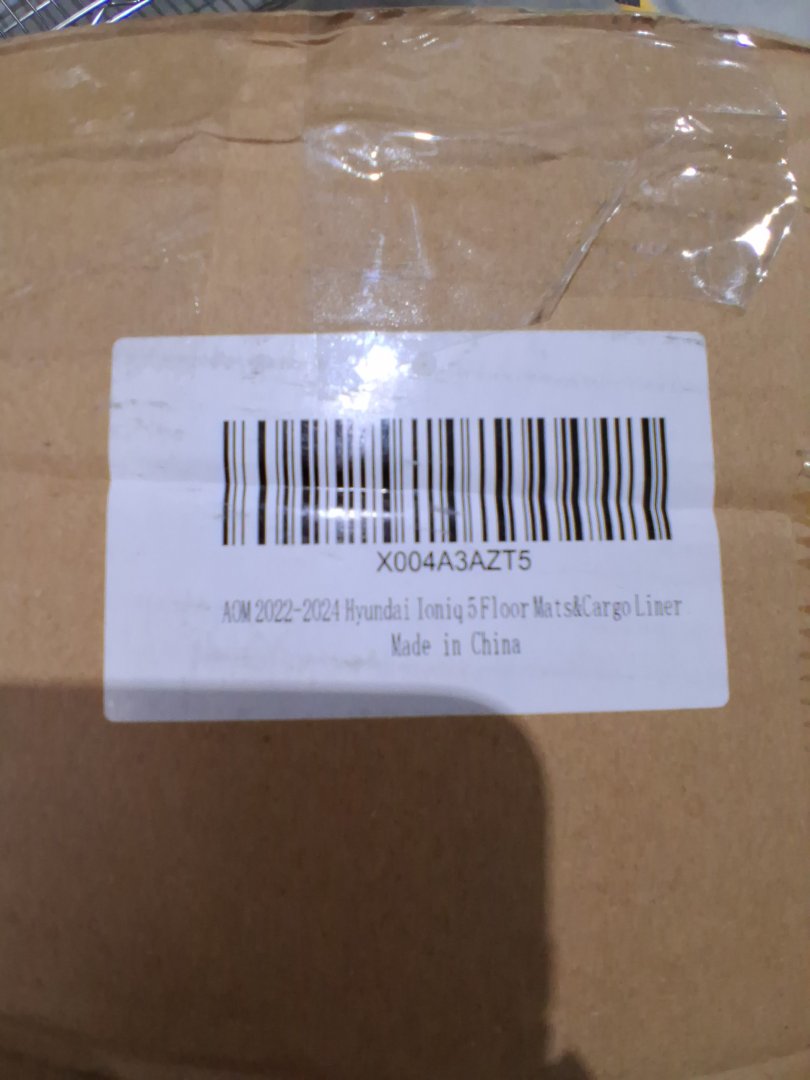 X004A3AZT5
AOM 2022-2024 Hyundai Ioniq 5 Floor Mats&Cargo Liner
Made in China